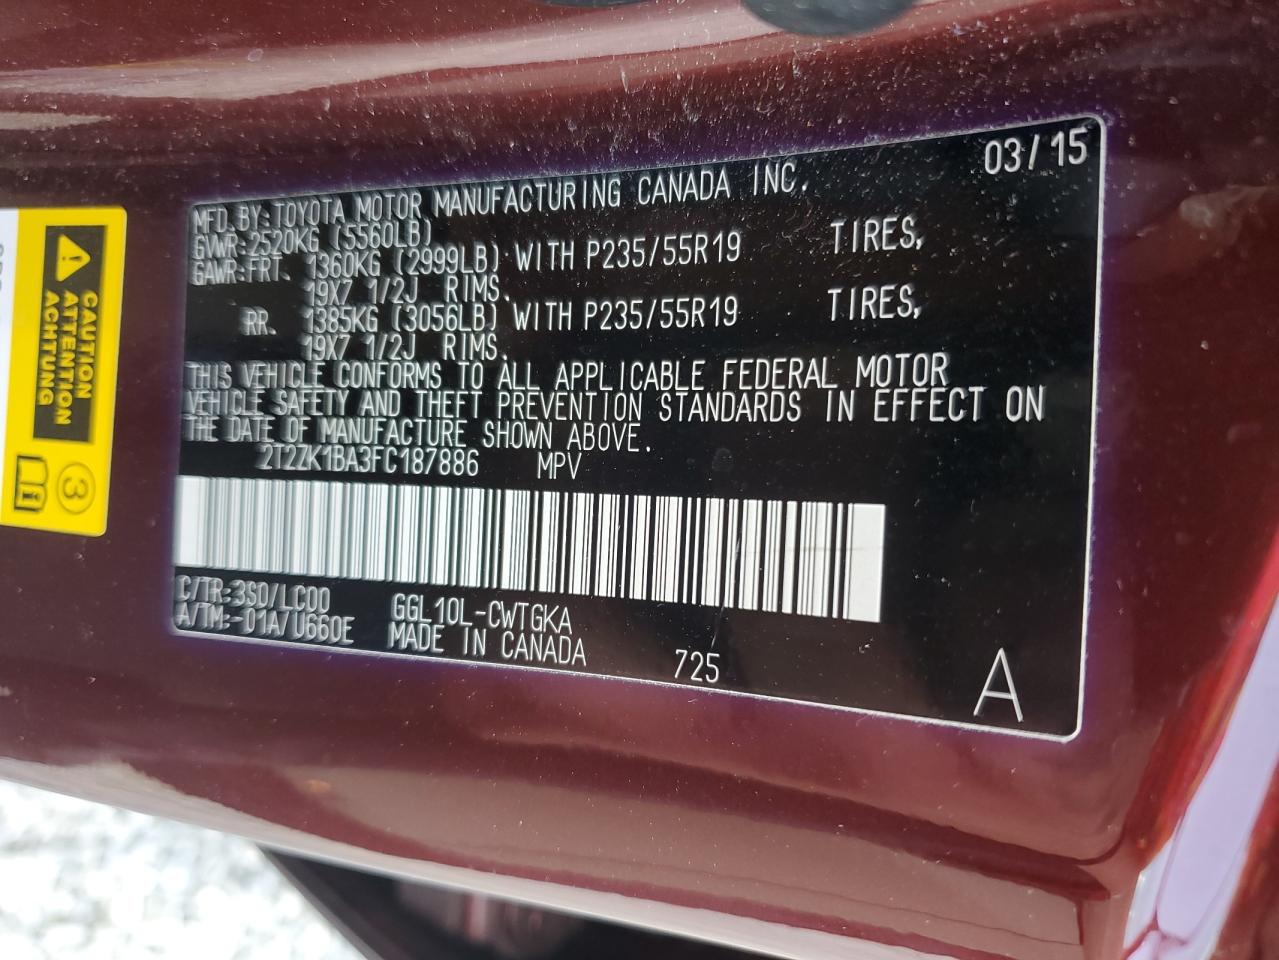 03/15
MFD. BY: TOYOTA MOTOR MANUFACTURING CANADA INC.
GVWR: 2520KG (5560LB)
GAWR: FRT. 1360KG (2999LB) WITH P235/55R19 TIRES,
19X7 1/2J RIMS.
RR. 1385KG (3056LB) WITH P235/55R19 TIRES,
19X7 1/2J RIMS.
THIS VEHICLE CONFORMS TO ALL APPLICABLE FEDERAL MOTOR
VEHICLE SAFETY AND THEFT PREVENTION STANDARDS IN EFFECT ON
THE DATE OF MANUFACTURE SHOWN ABOVE.
2T2ZK1BA3FC187886 MPV
C/TR: 3S0/LC00 GGL10L-CWTGKA
A/TM: -01A/U660E MADE IN CANADA 725
A
CAUTION
ATTENTION
ACHTUNG
3